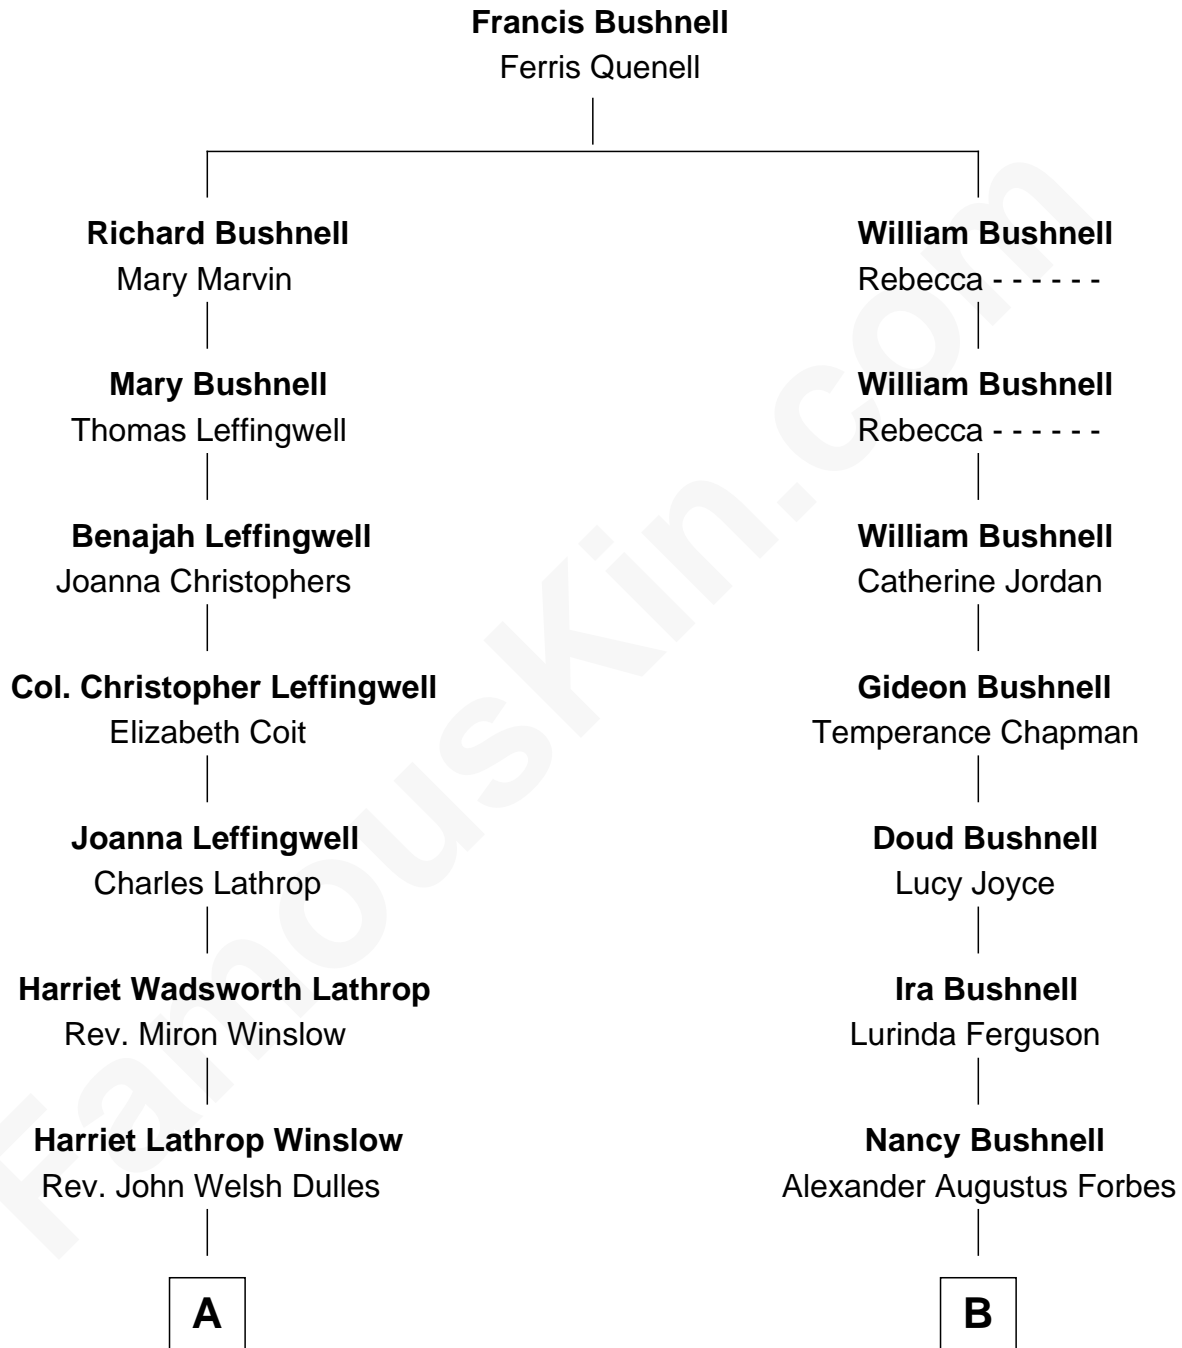 Francis Bushnell
Ferris Quenell
Richard Bushnell
Mary Marvin
William Bushnell
Rebecca - - - - - -
Mary Bushnell
Thomas Leffingwell
William Bushnell
Rebecca - - - - - -
Benajah Leffingwell
Joanna Christophers
William Bushnell
Catherine Jordan
Col. Christopher Leffingwell
Elizabeth Coit
Gideon Bushnell
Temperance Chapman
Joanna Leffingwell
Charles Lathrop
Doud Bushnell
Lucy Joyce
Harriet Wadsworth Lathrop
Rev. Miron Winslow
Ira Bushnell
Lurinda Ferguson
Harriet Lathrop Winslow
Rev. John Welsh Dulles
Nancy Bushnell
Alexander Augustus Forbes
A
B
FamousKin.com